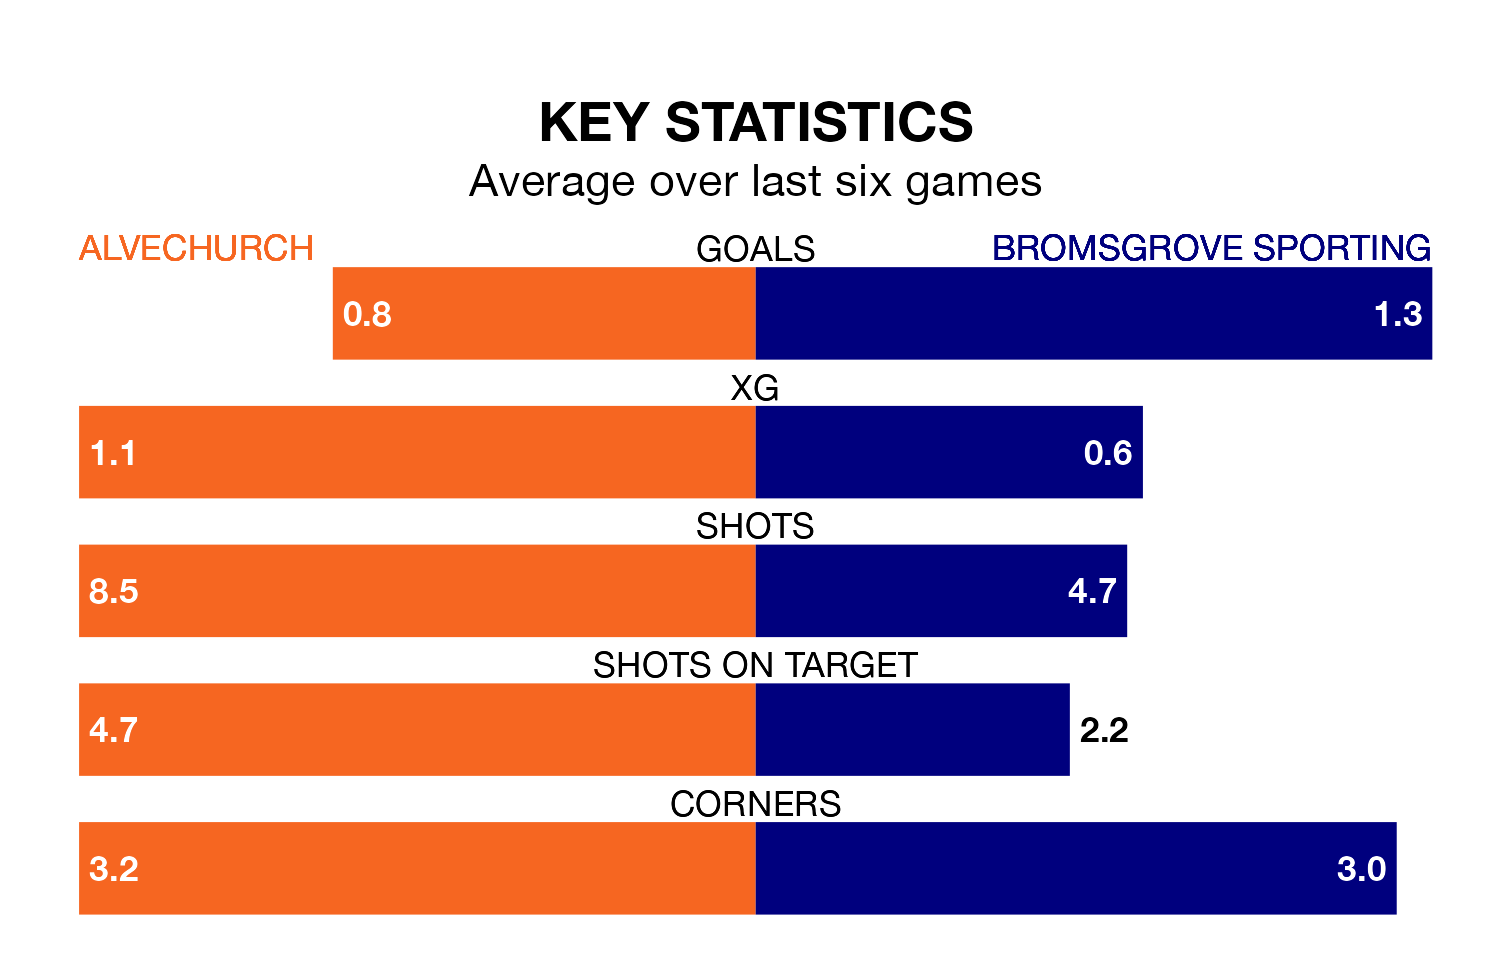 KEY STATISTICS
Average over last six games
ALVECHURCH GOALS BROMSGROVE SPORTING
0.8 1.3
XG
1.1 0.6
SHOTS
8.5 4.7
SHOTS ON TARGET
4.7 2.2
CORNERS
3.2 3.0